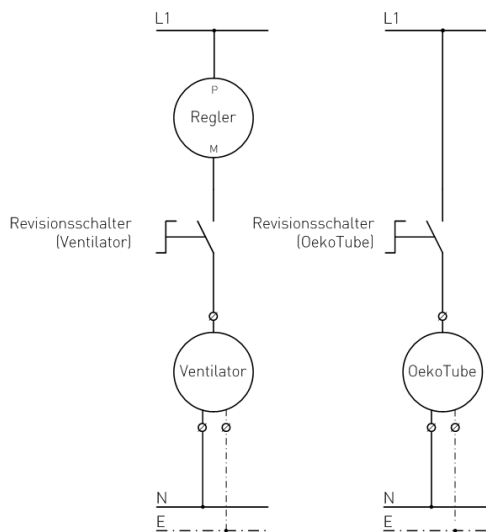 L1
P
Regler
M
Revisionsschalter
(Ventilator)
Ventilator
N
E
L1
Revisionsschalter
(OekoTube)
OekoTube
N
E